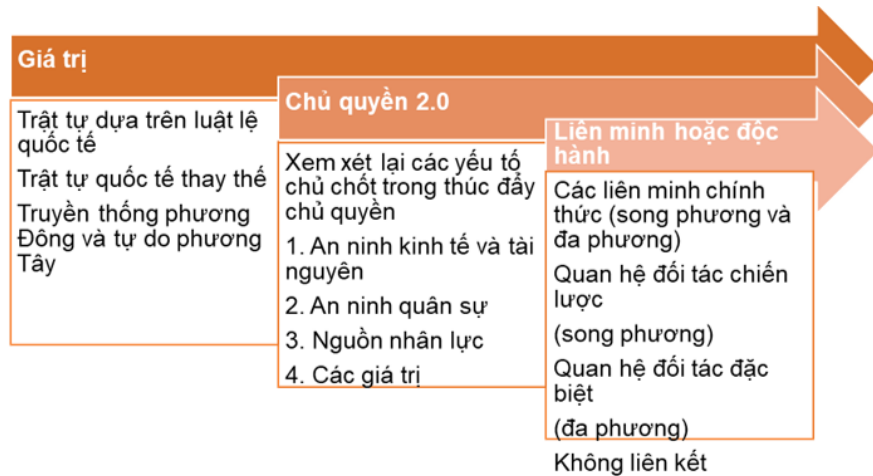 Giá trị
Trật tự dựa trên luật lệ
quốc tế
Trật tự quốc tế thay thế
Truyền thống phương
Đông và tự do phương
Tây
Chủ quyền 2.0
Xem xét lại các yếu tố
chủ chốt trong thúc đẩy
chủ quyền
1. An ninh kinh tế và tài
nguyên
2. An ninh quân sự
3. Nguồn nhân lực
4. Các giá trị
Liên minh hoặc độc
hành
Các liên minh chính
thức (song phương và
đa phương)
Quan hệ đối tác chiến
lược
(song phương)
Quan hệ đối tác đặc
biệt
(đa phương)
Không liên kết